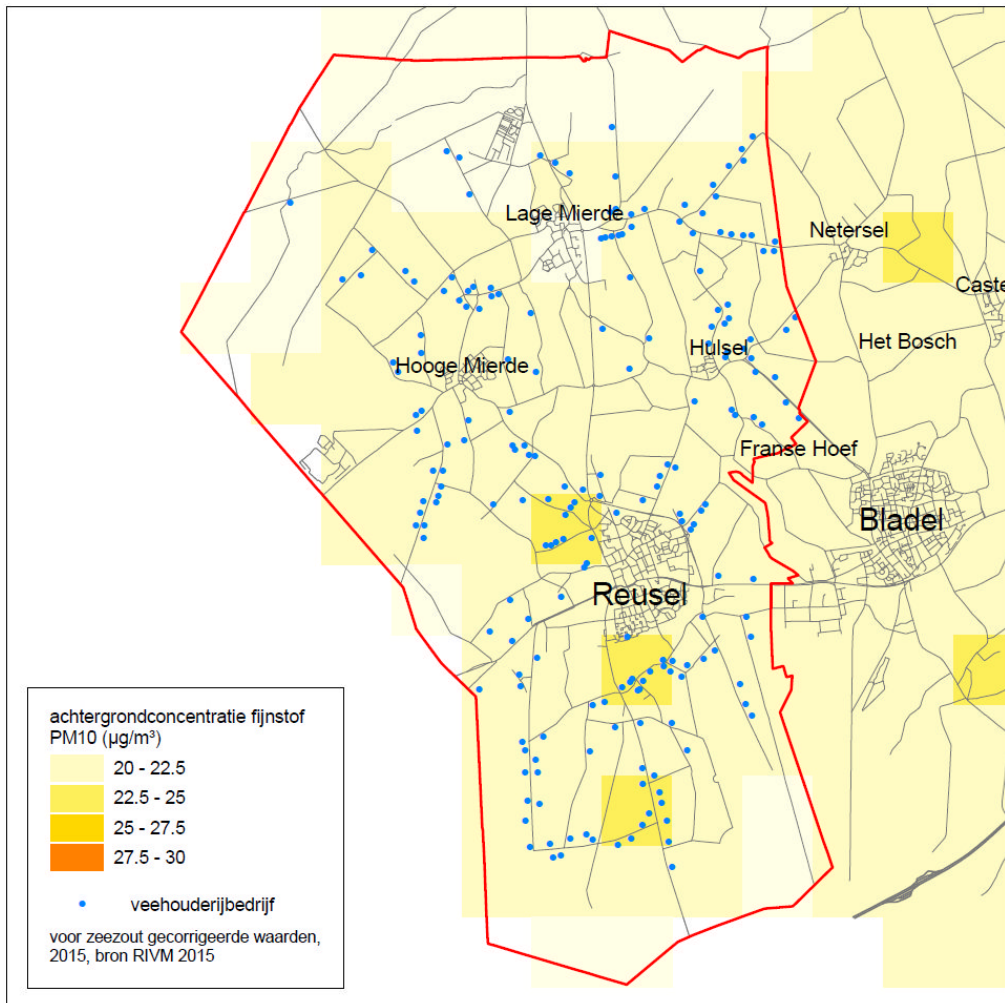 Lage Mierde
Netersel
Caste
Het Bosch
Hulsel
Hooge Mierde
Franse Hoef
Bladel
Reusel
achtergrondconcentratie fijnstof
PM10 (µg/m³)
20 - 22.5
22.5 - 25
25 - 27.5
27.5 - 30
veehouderijbedrijf
voor zeezout gecorrigeerde waarden,
2015, bron RIVM 2015